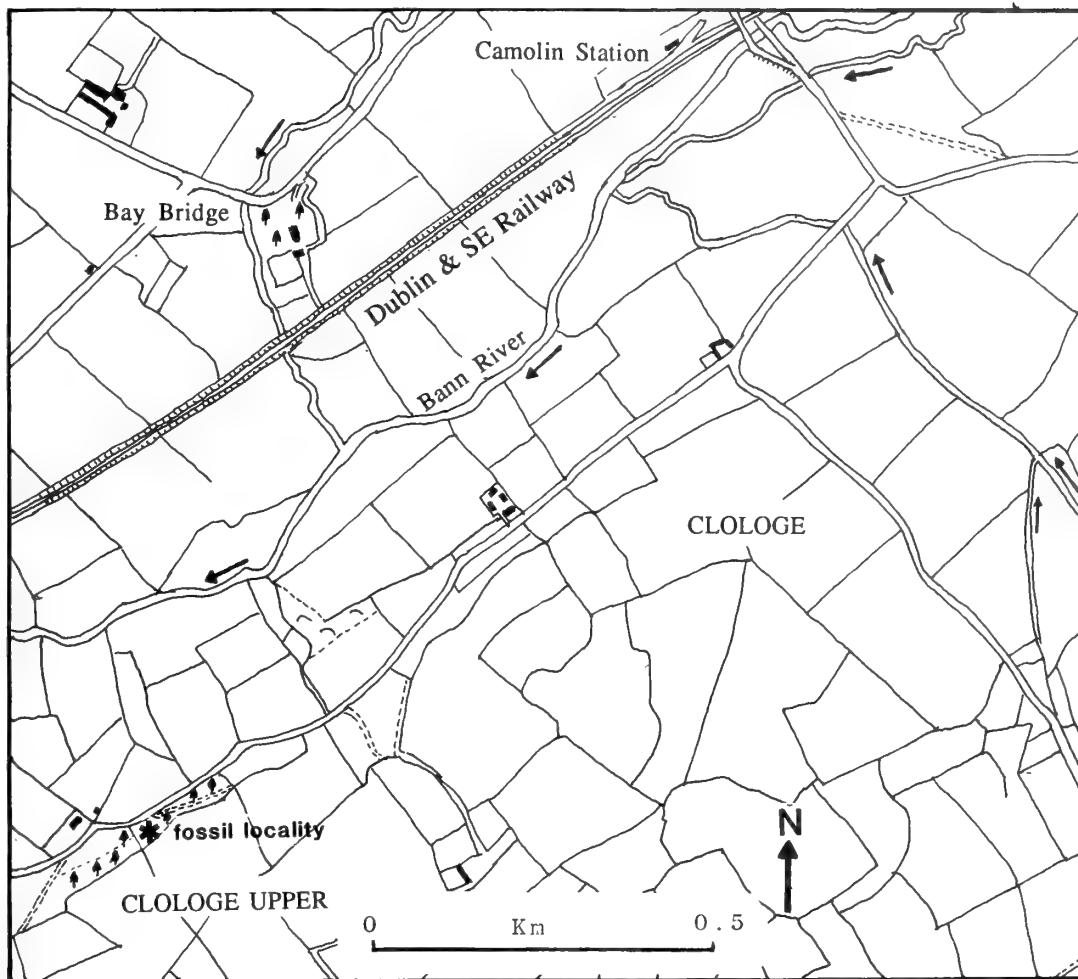 Camolin Station
Bay Bridge
Dublin & SE Railway
Bann River
CLOLOGE
N
fossil locality
CLOLOGE UPPER
0 Km 0.5